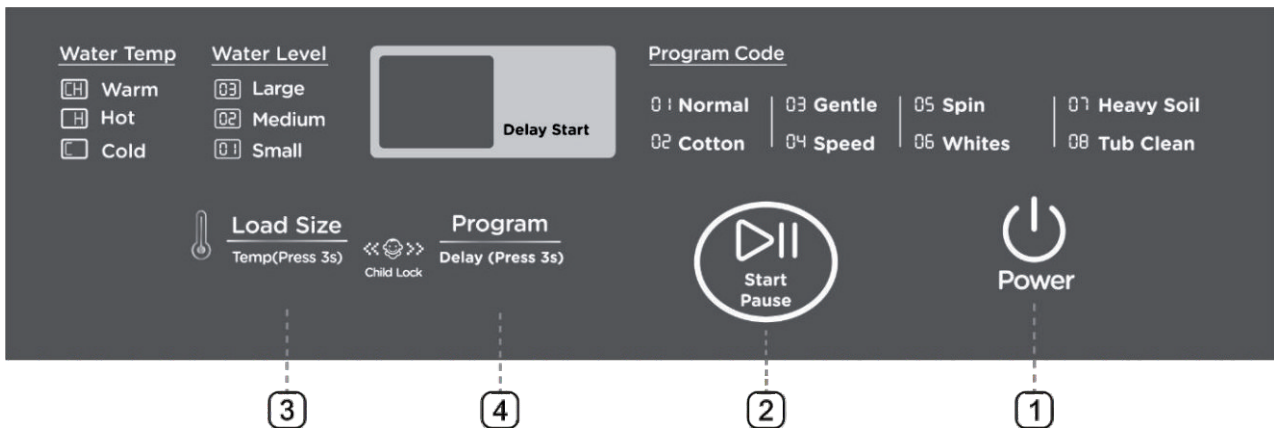 Water Temp
CH Warm
H Hot
C Cold
Water Level
03 Large
02 Medium
01 Small
Delay Start
Program Code
01 Normal
02 Cotton
03 Gentle
04 Speed
05 Spin
06 Whites
07 Heavy Soil
08 Tub Clean
Load Size
Temp(Press 3s)
Child Lock
Program
Delay (Press 3s)
Start
Pause
Power
3
4
2
1